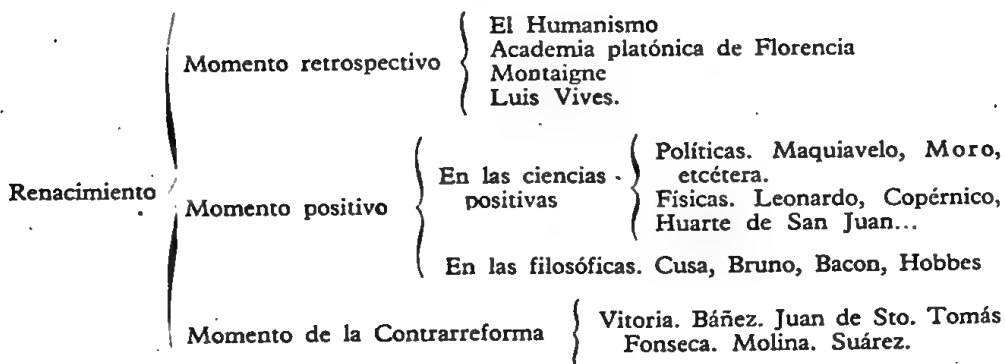 El Humanismo
Academia platónica de Florencia
Momento retrospectivo
Montaigne
Luis Vives.
Políticas. Maquiavelo, Moro,
etcétera.
En las ciencias
positivas
Físicas. Leonardo, Copérnico,
Huarte de San Juan...
Renacimiento
Momento positivo
En las filosóficas. Cusa, Bruno, Bacon, Hobbes
Momento de la Contrarreforma
Vitoria. Báñez. Juan de Sto. Tomás
Fonseca. Molina. Suárez.